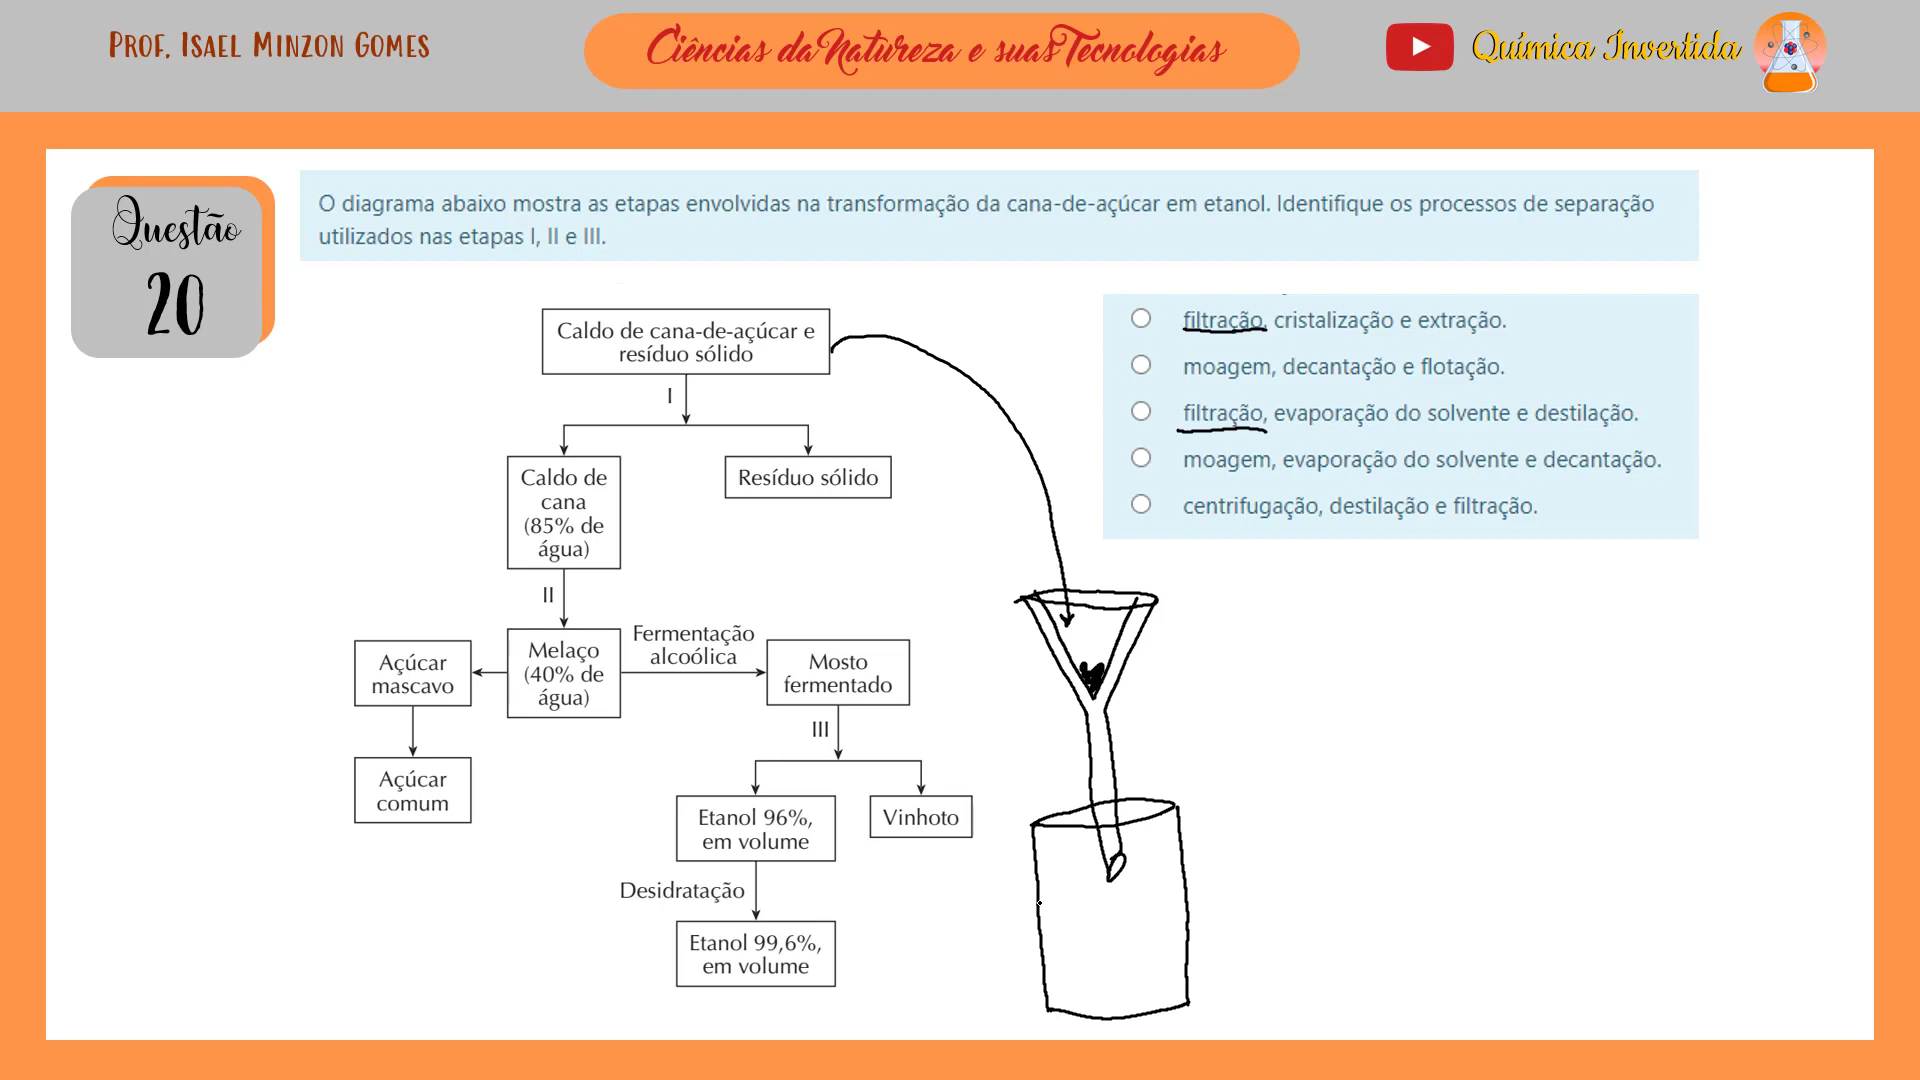 Prof. Isael Minzon Gomes
Ciências da Natureza e suas Tecnologias
Química Invertida
Questão
20
O diagrama abaixo mostra as etapas envolvidas na transformação da cana-de-açúcar em etanol. Identifique os processos de separação
utilizados nas etapas I, II e III.
Caldo de cana-de-açúcar e
resíduo sólido
I
Caldo de
cana
(85% de
água)
Resíduo sólido
II
Açúcar
mascavo
Melaço
(40% de
água)
Fermentação
alcoólica
Mosto
fermentado
III
Açúcar
comum
Etanol 96%,
em volume
Vinhoto
Desidratação
Etanol 99,6%,
em volume
filtração, cristalização e extração.
moagem, decantação e flotação.
filtração, evaporação do solvente e destilação.
moagem, evaporação do solvente e decantação.
centrifugação, destilação e filtração.